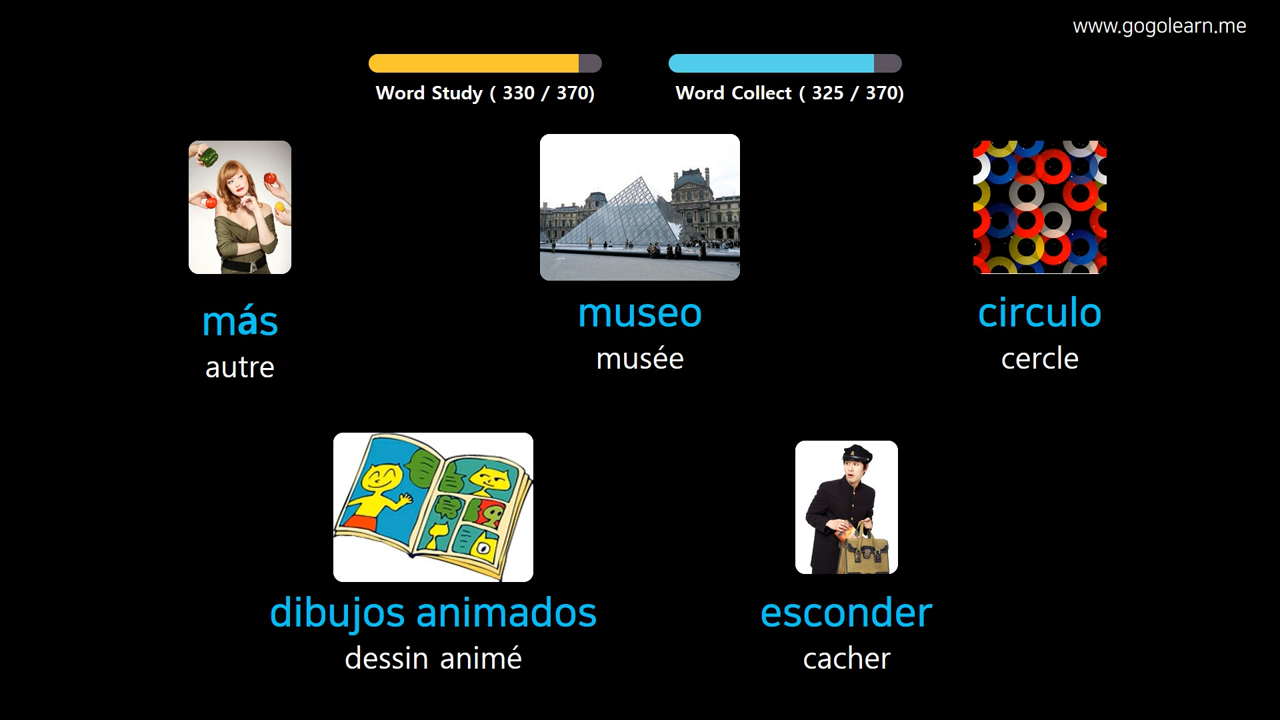 www.gogolearn.me
Word Study ( 330 / 370)
Word Collect ( 325 / 370)
más
autre
museo
musée
circulo
cercle
dibujos animados
dessin animé
esconder
cacher